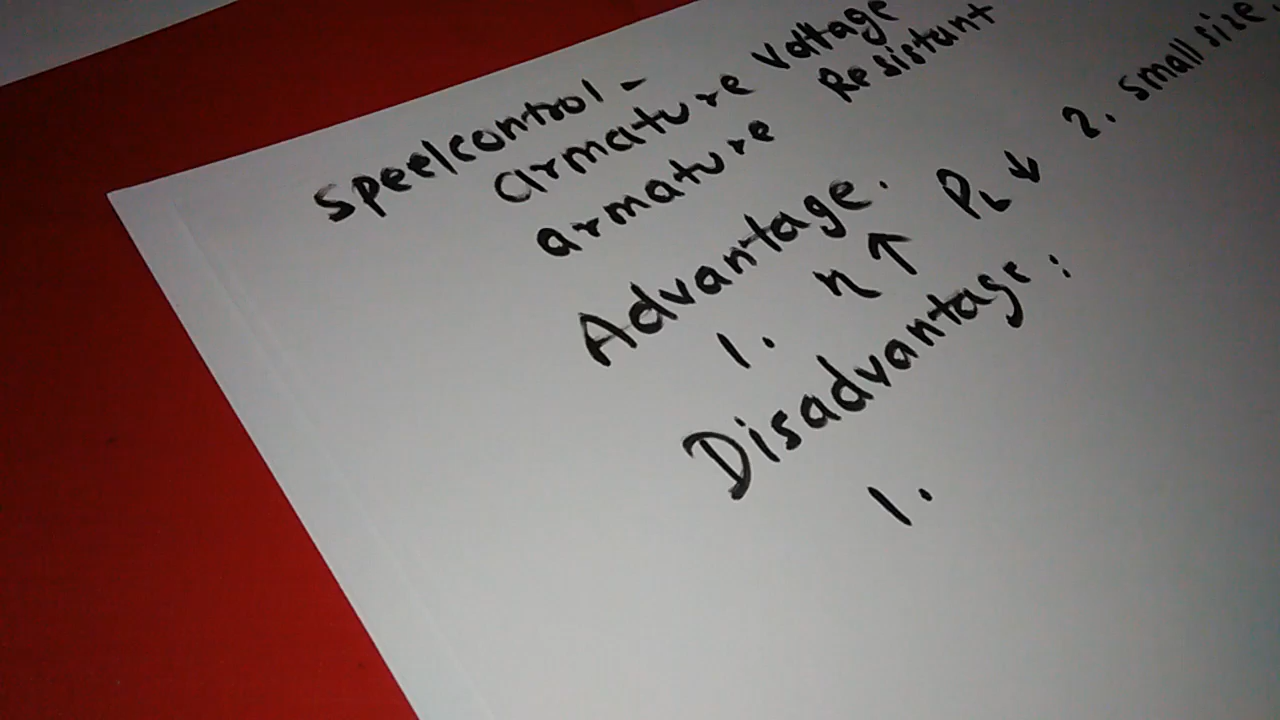 Speelcontrol -
armature Voltage
armature Resistant
Advantage.
1. n ↑ PL ↓ 2. small size.
Disadvantage:
1.